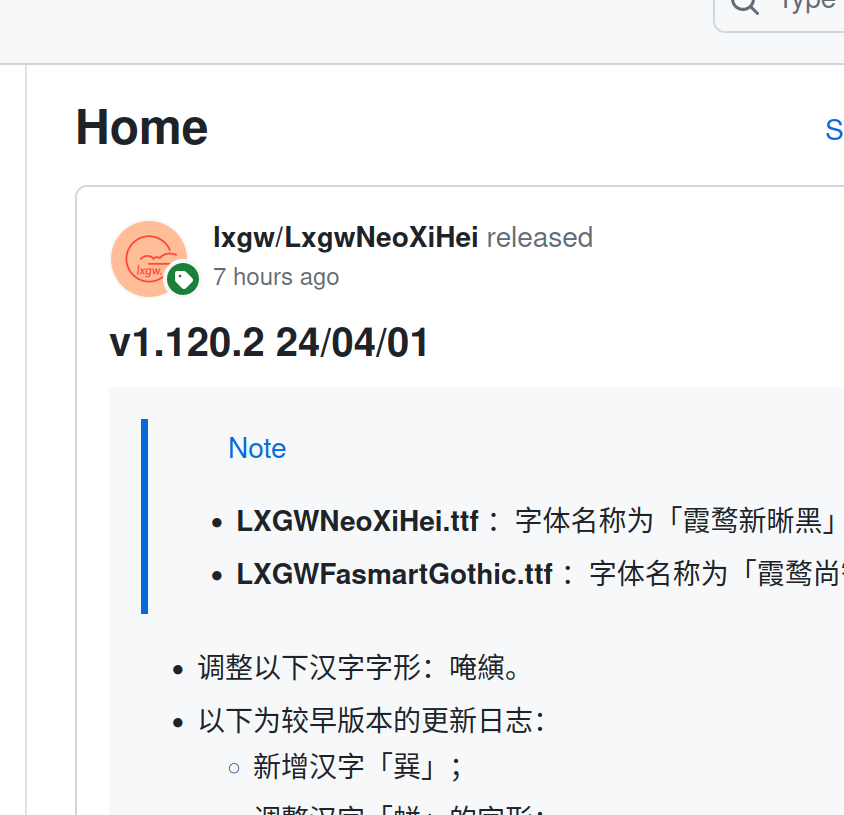 Type
Home
S
lxgw/LxgwNeoXiHei released
lxgw.
7 hours ago
v1.120.2 24/04/01
Note
• LXGWNeoXiHei.ttf ：字体名称为「霞鹜新晰黑」
• LXGWFasmartGothic.ttf ：字体名称为「霞鹜尚
• 调整以下汉字字形：唵縯。
• 以下为较早版本的更新日志：
◦ 新增汉字「巽」；